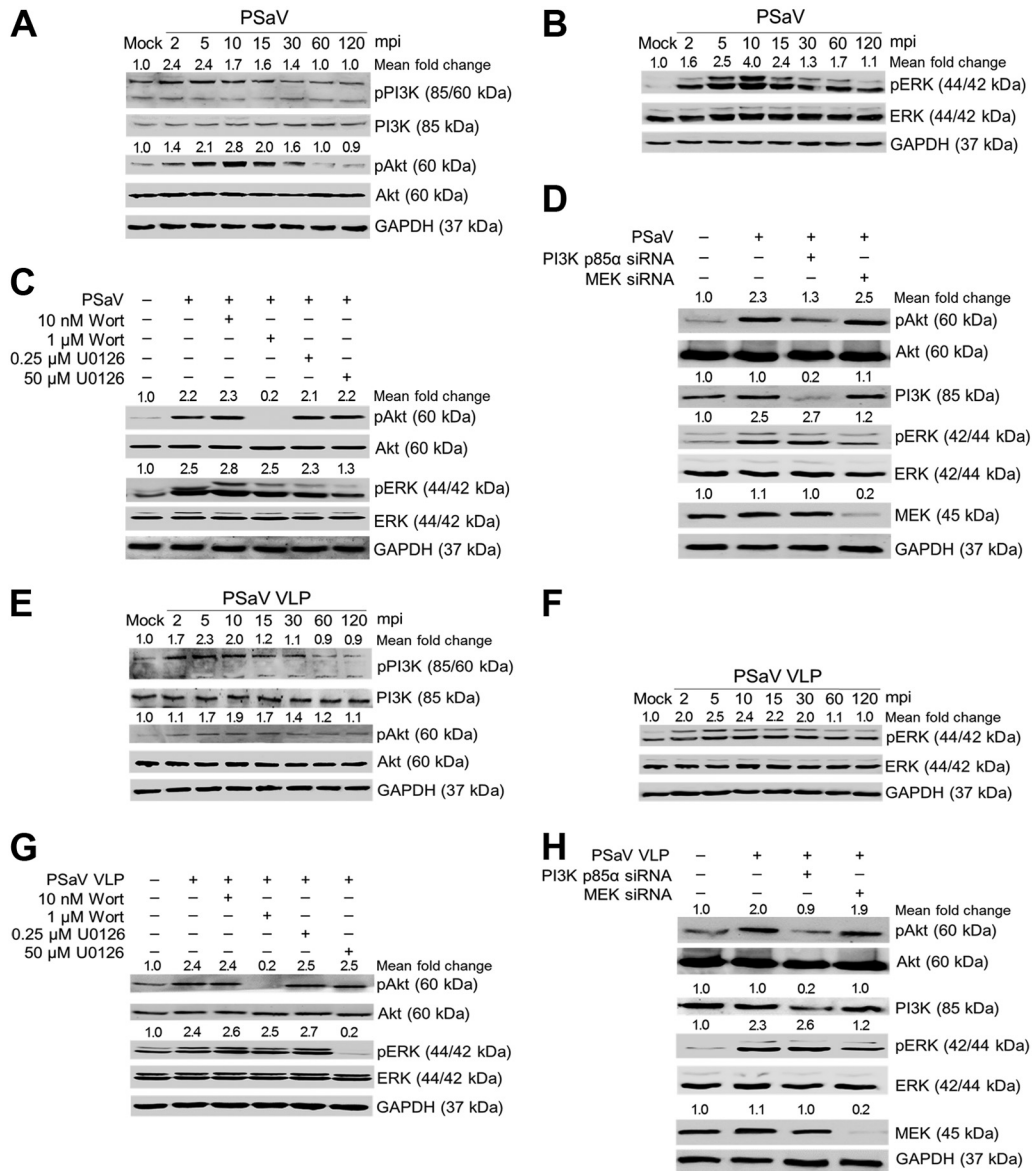 A
PSaV
Mock 2 5 10 15 30 60 120 mpi
1.0 2.4 2.4 1.7 1.6 1.4 1.0 1.0 Mean fold change
pPI3K (85/60 kDa)
PI3K (85 kDa)
1.0 1.4 2.1 2.8 2.0 1.6 1.0 0.9
pAkt (60 kDa)
Akt (60 kDa)
GAPDH (37 kDa)
B
PSaV
Mock 2 5 10 15 30 60 120 mpi
1.0 1.6 2.5 4.0 2.4 1.3 1.7 1.1 Mean fold change
pERK (44/42 kDa)
ERK (44/42 kDa)
GAPDH (37 kDa)
C
PSaV – + + + + +
10 nM Wort – – + – – –
1 µM Wort – – – + – –
0.25 µM U0126 – – – – + –
50 µM U0126 – – – – – +
1.0 2.2 2.3 0.2 2.1 2.2 Mean fold change
pAkt (60 kDa)
Akt (60 kDa)
1.0 2.5 2.8 2.5 2.3 1.3
pERK (44/42 kDa)
ERK (44/42 kDa)
GAPDH (37 kDa)
D
PSaV – + + +
PI3K p85α siRNA – – + –
MEK siRNA – – – +
1.0 2.3 1.3 2.5 Mean fold change
pAkt (60 kDa)
Akt (60 kDa)
1.0 1.0 0.2 1.1
PI3K (85 kDa)
1.0 2.5 2.7 1.2
pERK (42/44 kDa)
ERK (42/44 kDa)
1.0 1.1 1.0 0.2
MEK (45 kDa)
GAPDH (37 kDa)
E
PSaV VLP
Mock 2 5 10 15 30 60 120 mpi
1.0 1.7 2.3 2.0 1.2 1.1 0.9 0.9 Mean fold change
pPI3K (85/60 kDa)
PI3K (85 kDa)
1.0 1.1 1.7 1.9 1.7 1.4 1.2 1.1
pAkt (60 kDa)
Akt (60 kDa)
GAPDH (37 kDa)
F
PSaV VLP
Mock 2 5 10 15 30 60 120 mpi
1.0 2.0 2.5 2.4 2.2 2.0 1.1 1.0 Mean fold change
pERK (44/42 kDa)
ERK (44/42 kDa)
GAPDH (37 kDa)
G
PSaV VLP – + + + + +
10 nM Wort – – + – – –
1 µM Wort – – – + – –
0.25 µM U0126 – – – – + –
50 µM U0126 – – – – – +
1.0 2.4 2.4 0.2 2.5 2.5 Mean fold change
pAkt (60 kDa)
Akt (60 kDa)
1.0 2.4 2.6 2.5 2.7 0.2
pERK (44/42 kDa)
ERK (44/42 kDa)
GAPDH (37 kDa)
H
PSaV VLP – + + +
PI3K p85α siRNA – – + –
MEK siRNA – – – +
1.0 2.0 0.9 1.9 Mean fold change
pAkt (60 kDa)
Akt (60 kDa)
1.0 1.0 0.2 1.0
PI3K (85 kDa)
1.0 2.3 2.6 1.2
pERK (42/44 kDa)
ERK (42/44 kDa)
1.0 1.1 1.0 0.2
MEK (45 kDa)
GAPDH (37 kDa)